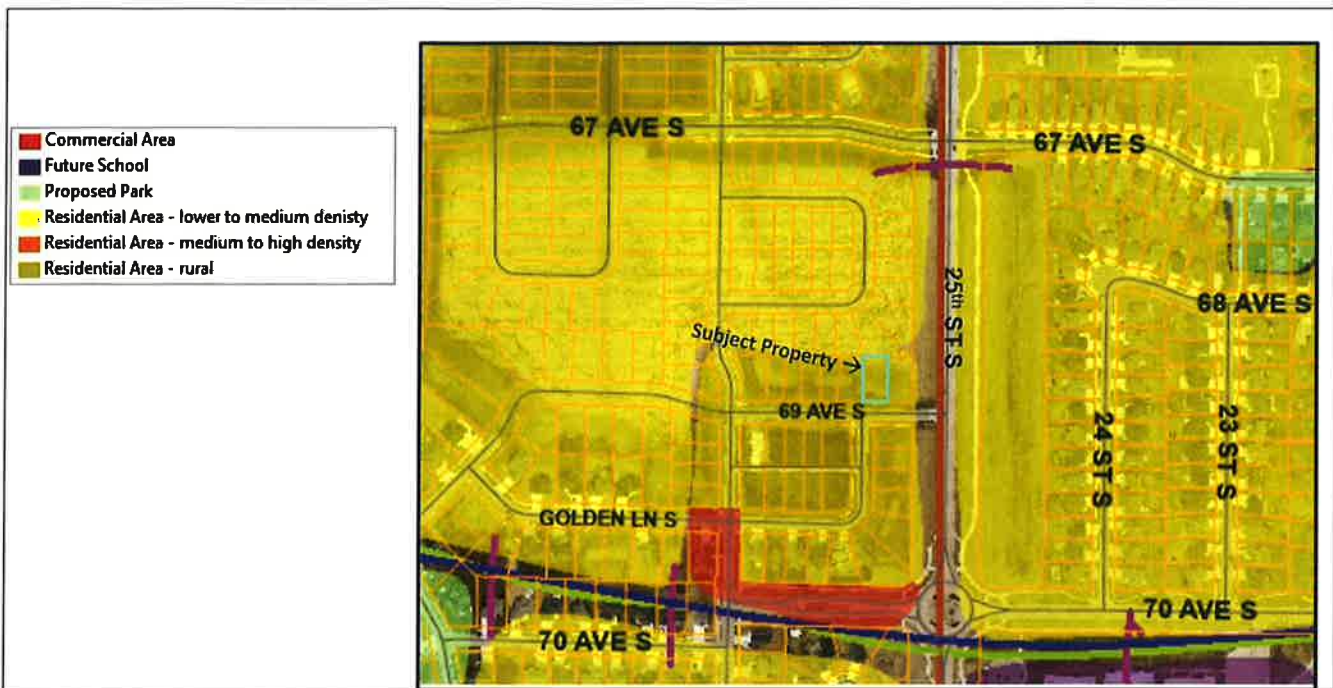 Commercial Area
Future School
Proposed Park
Residential Area - lower to medium denisty
Residential Area - medium to high density
Residential Area - rural
67 AVE S
67 AVE S
25th ST S
68 AVE S
Subject Property
69 AVE S
24 ST S
23 ST S
GOLDEN LN S
70 AVE S
70 AVE S